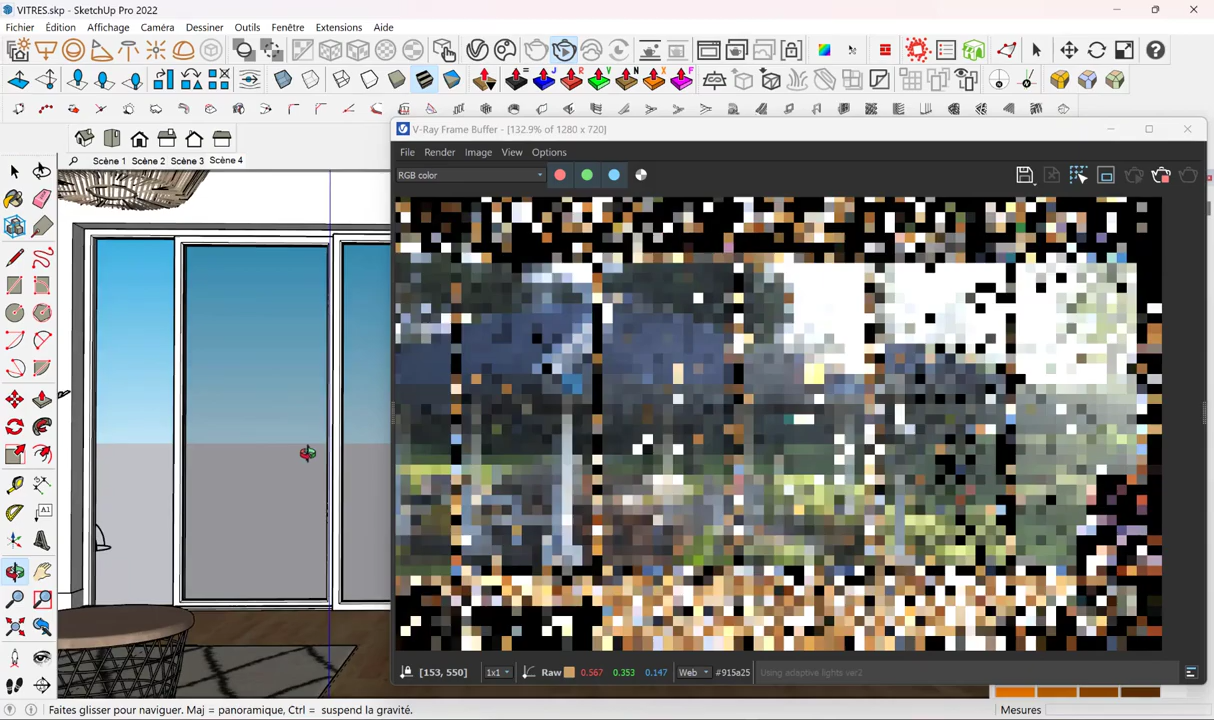 VITRES.skp - SketchUp Pro 2022
Fichier Édition Affichage Caméra Dessiner Outils Fenêtre Extensions Aide
Scène 1 Scène 2 Scène 3 Scène 4
V-Ray Frame Buffer - [132.9% of 1280 x 720]
File Render Image View Options
RGB color
[153, 550] 1x1 Raw 0.567 0.353 0.147 Web #915a25 Using adaptive lights ver2
Faites glisser pour naviguer. Maj = panoramique, Ctrl = suspend la gravité.
Mesures